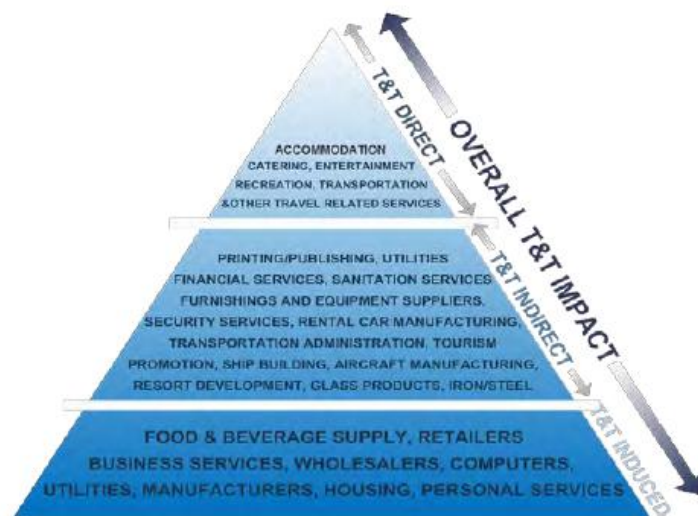 ACCOMMODATION
CATERING, ENTERTAINMENT
RECREATION, TRANSPORTATION
&OTHER TRAVEL RELATED SERVICES
PRINTING/PUBLISHING, UTILITIES
FINANCIAL SERVICES, SANITATION SERVICES
FURNISHINGS AND EQUIPMENT SUPPLIERS,
SECURITY SERVICES, RENTAL CAR MANUFACTURING,
TRANSPORTATION ADMINISTRATION, TOURISM
PROMOTION, SHIP BUILDING, AIRCRAFT MANUFACTURING,
RESORT DEVELOPMENT, GLASS PRODUCTS, IRON/STEEL
FOOD & BEVERAGE SUPPLY, RETAILERS
BUSINESS SERVICES, WHOLESALERS, COMPUTERS,
UTILITIES, MANUFACTURERS, HOUSING, PERSONAL SERVICES
T&T DIRECT
T&T INDIRECT
T&T INDUCED
OVERALL T&T IMPACT